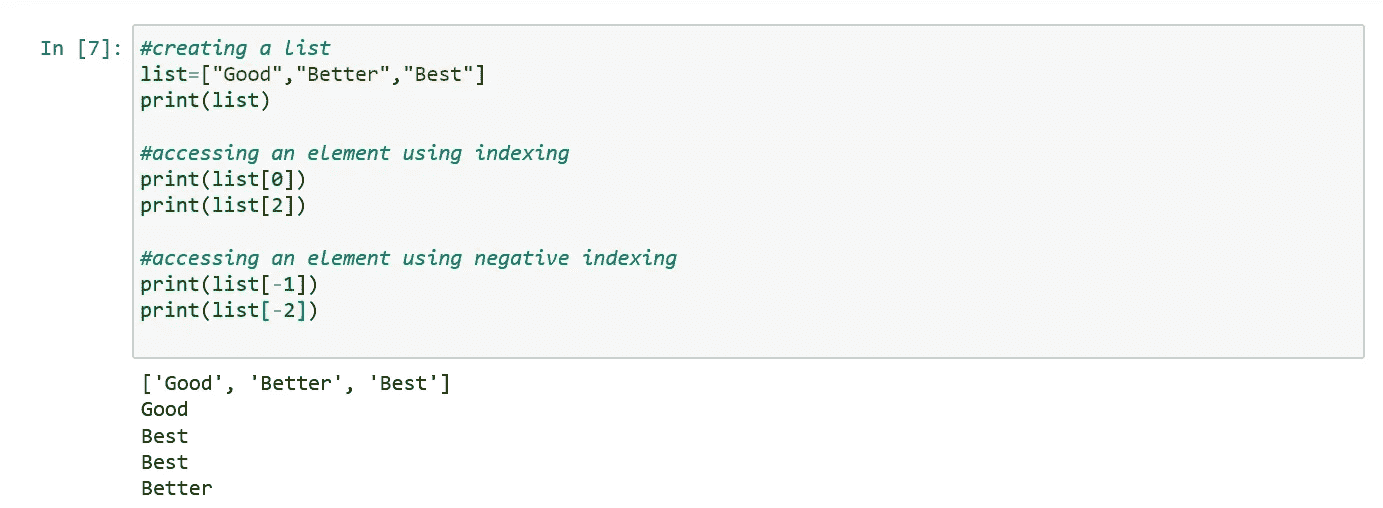 In [7]: #creating a list
list=["Good","Better","Best"]
print(list)
#accessing an element using indexing
print(list[0])
print(list[2])
#accessing an element using negative indexing
print(list[-1])
print(list[-2])
['Good', 'Better', 'Best']
Good
Best
Best
Better